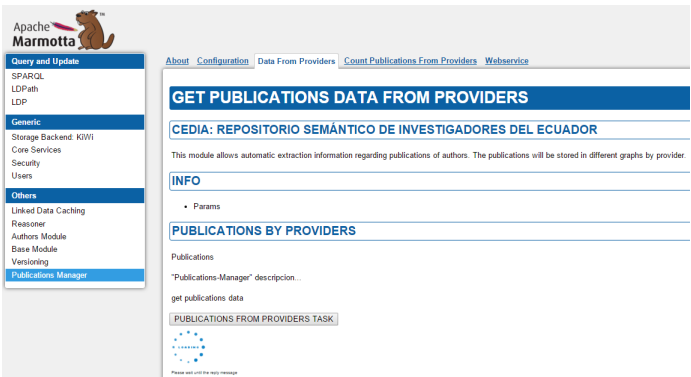 Apache
Marmotta
TM
Query and Update
SPARQL
LDPath
LDP
Generic
Storage Backend: KiWi
Core Services
Security
Users
Others
Linked Data Caching
Reasoner
Authors Module
Base Module
Versioning
Publications Manager
About Configuration Data From Providers Count Publications From Providers Webservice
GET PUBLICATIONS DATA FROM PROVIDERS
CEDIA: REPOSITORIO SEMÁNTICO DE INVESTIGADORES DEL ECUADOR
This module allows automatic extraction information regarding publications of authors. The publications will be stored in different graphs by provider.
INFO
• Params
PUBLICATIONS BY PROVIDERS
Publications
"Publications-Manager" descripcion...
get publications data
PUBLICATIONS FROM PROVIDERS TASK
LOADING
Please wait until the reply message